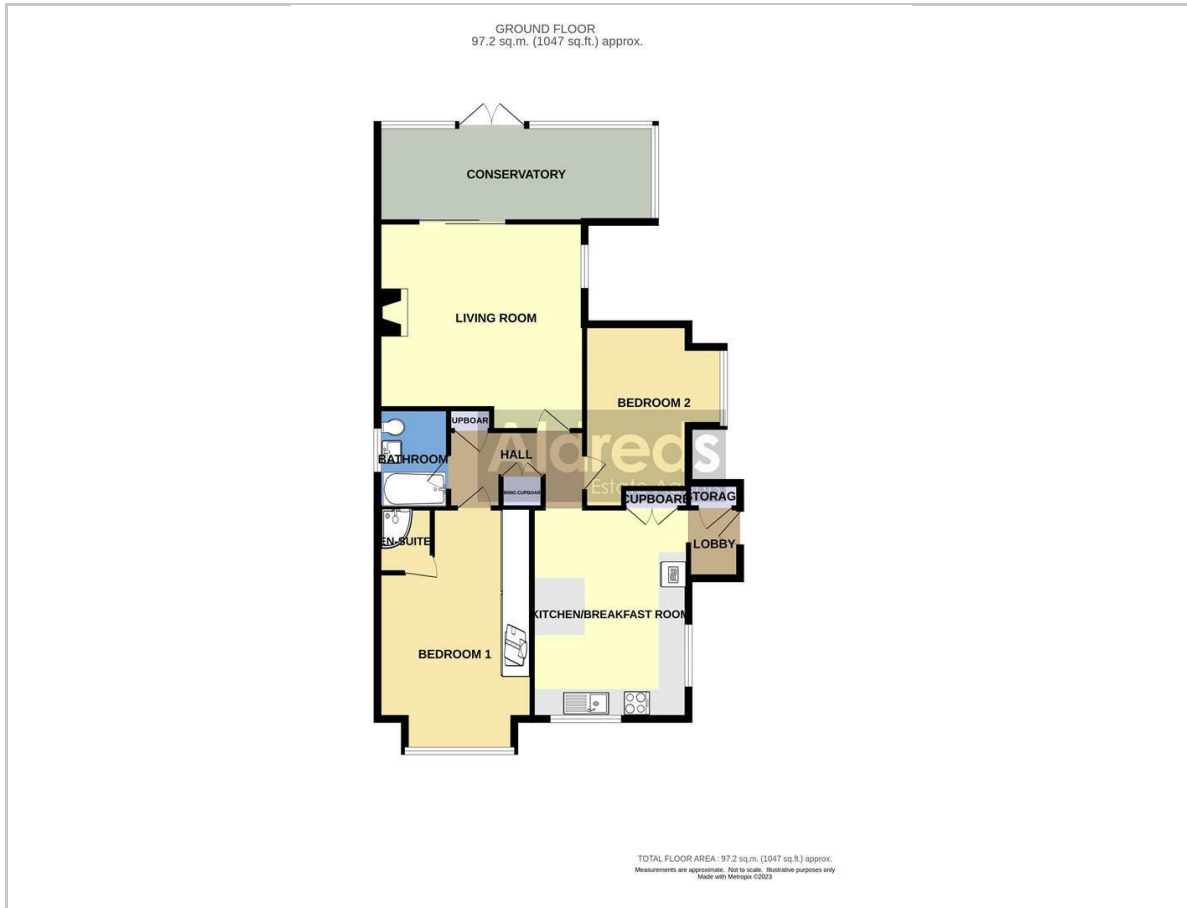 GROUND FLOOR
97.2 sq.m. (1047 sq.ft.) approx.
CONSERVATORY
LIVING ROOM
BEDROOM 2
UPBOAR
HALL
BATHROOM
Aldreds
Estate Ag
CUPBOARD
STORAG
EN-SUITE
LOBBY
KITCHEN/BREAKFAST ROOM
BEDROOM 1
TOTAL FLOOR AREA : 97.2 sq.m. (1047 sq.ft.) approx.
Measurements are approximate. Not to scale. Illustrative purposes only
Made with Metropix ©2023